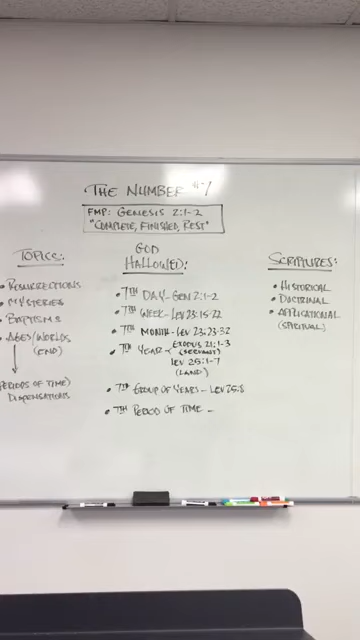 THE NUMBER #7
FMP: GENESIS 2:1-2
"COMPLETE, FINISHED, REST"
TOPICS:
• RESURRECTIONS
• MYSTERIES
• BAPTISMS
• AGES/WORLDS
(END)
(PERIODS OF TIME)
DISPENSATIONS
GOD
HALLOWED:
• 7TH DAY - GEN 2:1-2
• 7TH WEEK - LEV 23:15-22
• 7TH MONTH - LEV 23:23-32
• 7TH YEAR - EXODUS 21:1-3
(SERVANT)
LEV 25:1-7
(LAND)
• 7TH GROUP OF YEARS - LEV 25:8
• 7TH PERIOD OF TIME -
SCRIPTURES:
• HISTORICAL
• DOCTRINAL
• APPLICATIONAL
(SPIRITUAL)